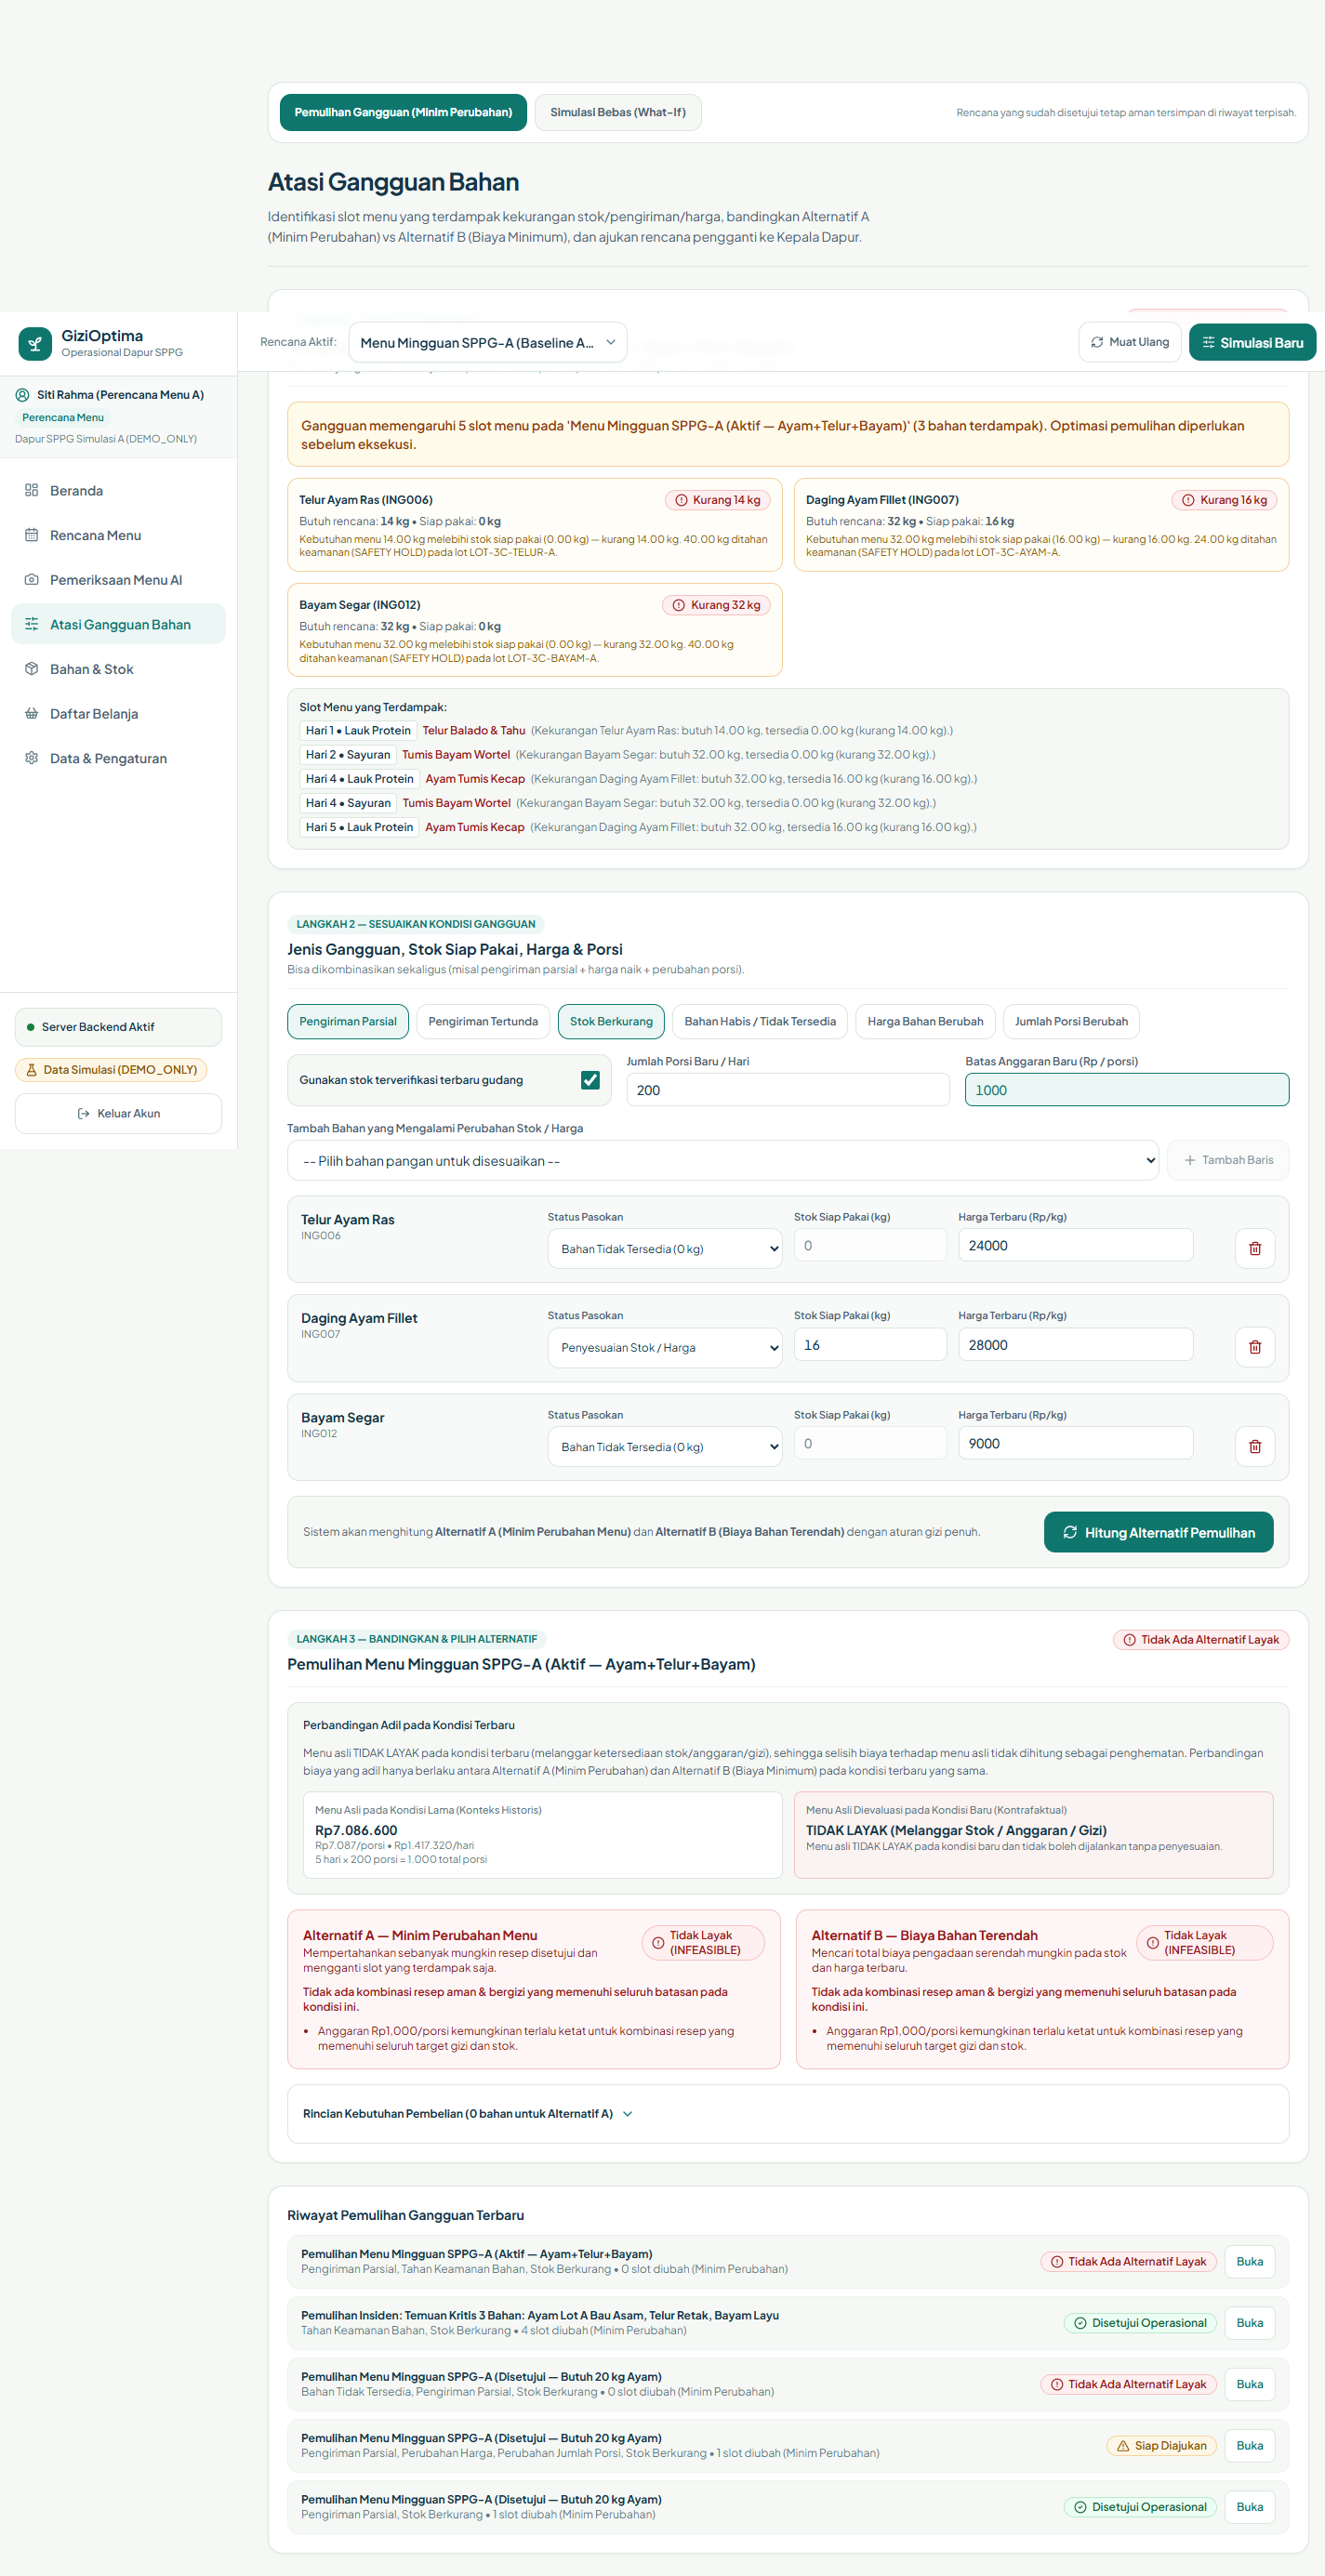 Pemulihan Gangguan (Minim Perubahan)
Simulasi Bebas (What-If)
Rencana yang sudah disetujui tetap aman tersimpan di riwayat terpisah.
Atasi Gangguan Bahan
Identifikasi slot menu yang terdampak kekurangan stok/pengiriman/harga, bandingkan Alternatif A
(Minim Perubahan) vs Alternatif B (Biaya Minimum), dan ajukan rencana pengganti ke Kepala Dapur.
GiziOptima
Operasional Dapur SPPG
Rencana Aktif:
Menu Mingguan SPPG-A (Baseline A...
Muat Ulang
Simulasi Baru
Siti Rahma (Perencana Menu A)
Perencana Menu
Dapur SPPG Simulasi A (DEMO_ONLY)
Beranda
Rencana Menu
Pemeriksaan Menu AI
Atasi Gangguan Bahan
Bahan & Stok
Daftar Belanja
Data & Pengaturan
Server Backend Aktif
Data Simulasi (DEMO_ONLY)
Keluar Akun
Gangguan memengaruhi 5 slot menu pada 'Menu Mingguan SPPG-A (Aktif — Ayam+Telur+Bayam)' (3 bahan terdampak). Optimasi pemulihan diperlukan
sebelum eksekusi.
Telur Ayam Ras (ING006)
Kurang 14 kg
Butuh rencana: 14 kg • Siap pakai: 0 kg
Kebutuhan menu 14.00 kg melebihi stok siap pakai (0.00 kg) — kurang 14.00 kg. 40.00 kg ditahan
keamanan (SAFETY HOLD) pada lot LOT-3C-TELUR-A.
Daging Ayam Fillet (ING007)
Kurang 16 kg
Butuh rencana: 32 kg • Siap pakai: 16 kg
Kebutuhan menu 32.00 kg melebihi stok siap pakai (16.00 kg) — kurang 16.00 kg. 24.00 kg ditahan
keamanan (SAFETY HOLD) pada lot LOT-3C-AYAM-A.
Bayam Segar (ING012)
Kurang 32 kg
Butuh rencana: 32 kg • Siap pakai: 0 kg
Kebutuhan menu 32.00 kg melebihi stok siap pakai (0.00 kg) — kurang 32.00 kg. 40.00 kg
ditahan keamanan (SAFETY HOLD) pada lot LOT-3C-BAYAM-A.
Slot Menu yang Terdampak:
Hari 1 • Lauk Protein Telur Balado & Tahu (Kekurangan Telur Ayam Ras: butuh 14.00 kg, tersedia 0.00 kg (kurang 14.00 kg).)
Hari 2 • Sayuran Tumis Bayam Wortel (Kekurangan Bayam Segar: butuh 32.00 kg, tersedia 0.00 kg (kurang 32.00 kg).)
Hari 4 • Lauk Protein Ayam Tumis Kecap (Kekurangan Daging Ayam Fillet: butuh 32.00 kg, tersedia 16.00 kg (kurang 16.00 kg).)
Hari 4 • Sayuran Tumis Bayam Wortel (Kekurangan Bayam Segar: butuh 32.00 kg, tersedia 0.00 kg (kurang 32.00 kg).)
Hari 5 • Lauk Protein Ayam Tumis Kecap (Kekurangan Daging Ayam Fillet: butuh 32.00 kg, tersedia 16.00 kg (kurang 16.00 kg).)
LANGKAH 2 — SESUAIKAN KONDISI GANGGUAN
Jenis Gangguan, Stok Siap Pakai, Harga & Porsi
Bisa dikombinasikan sekaligus (misal pengiriman parsial + harga naik + perubahan porsi).
Pengiriman Parsial
Pengiriman Tertunda
Stok Berkurang
Bahan Habis / Tidak Tersedia
Harga Bahan Berubah
Jumlah Porsi Berubah
Gunakan stok terverifikasi terbaru gudang
Jumlah Porsi Baru / Hari
200
Batas Anggaran Baru (Rp / porsi)
1000
Tambah Bahan yang Mengalami Perubahan Stok / Harga
-- Pilih bahan pangan untuk disesuaikan --
Tambah Baris
Telur Ayam Ras
ING006
Status Pasokan
Bahan Tidak Tersedia (0 kg)
Stok Siap Pakai (kg)
0
Harga Terbaru (Rp/kg)
24000
Daging Ayam Fillet
ING007
Status Pasokan
Penyesuaian Stok / Harga
Stok Siap Pakai (kg)
16
Harga Terbaru (Rp/kg)
28000
Bayam Segar
ING012
Status Pasokan
Bahan Tidak Tersedia (0 kg)
Stok Siap Pakai (kg)
0
Harga Terbaru (Rp/kg)
9000
Sistem akan menghitung Alternatif A (Minim Perubahan Menu) dan Alternatif B (Biaya Bahan Terendah) dengan aturan gizi penuh.
Hitung Alternatif Pemulihan
LANGKAH 3 — BANDINGKAN & PILIH ALTERNATIF
Tidak Ada Alternatif Layak
Pemulihan Menu Mingguan SPPG-A (Aktif — Ayam+Telur+Bayam)
Perbandingan Adil pada Kondisi Terbaru
Menu asli TIDAK LAYAK pada kondisi terbaru (melanggar ketersediaan stok/anggaran/gizi), sehingga selisih biaya terhadap menu asli tidak dihitung sebagai penghematan. Perbandingan
biaya yang adil hanya berlaku antara Alternatif A (Minim Perubahan) dan Alternatif B (Biaya Minimum) pada kondisi terbaru yang sama.
Menu Asli pada Kondisi Lama (Konteks Historis)
Rp7.086.600
Rp7.087/porsi • Rp1.417.320/hari
5 hari × 200 porsi = 1.000 total porsi
Menu Asli Dievaluasi pada Kondisi Baru (Kontrafaktual)
TIDAK LAYAK (Melanggar Stok / Anggaran / Gizi)
Menu asli TIDAK LAYAK pada kondisi baru dan tidak boleh dijalankan tanpa penyesuaian.
Alternatif A — Minim Perubahan Menu
Tidak Layak
(INFEASIBLE)
Mempertahankan sebanyak mungkin resep disetujui dan
mengganti slot yang terdampak saja.
Tidak ada kombinasi resep aman & bergizi yang memenuhi seluruh batasan pada
kondisi ini.
• Anggaran Rp1,000/porsi kemungkinan terlalu ketat untuk kombinasi resep yang
memenuhi seluruh target gizi dan stok.
Alternatif B — Biaya Bahan Terendah
Tidak Layak
(INFEASIBLE)
Mencari total biaya pengadaan serendah mungkin pada stok
dan harga terbaru.
Tidak ada kombinasi resep aman & bergizi yang memenuhi seluruh batasan pada
kondisi ini.
• Anggaran Rp1,000/porsi kemungkinan terlalu ketat untuk kombinasi resep yang
memenuhi seluruh target gizi dan stok.
Rincian Kebutuhan Pembelian (0 bahan untuk Alternatif A)
Riwayat Pemulihan Gangguan Terbaru
Pemulihan Menu Mingguan SPPG-A (Aktif — Ayam+Telur+Bayam)
Pengiriman Parsial, Tahan Keamanan Bahan, Stok Berkurang • 0 slot diubah (Minim Perubahan)
Tidak Ada Alternatif Layak
Buka
Pemulihan Insiden: Temuan Kritis 3 Bahan: Ayam Lot A Bau Asam, Telur Retak, Bayam Layu
Tahan Keamanan Bahan, Stok Berkurang • 4 slot diubah (Minim Perubahan)
Disetujui Operasional
Buka
Pemulihan Menu Mingguan SPPG-A (Disetujui — Butuh 20 kg Ayam)
Bahan Tidak Tersedia, Pengiriman Parsial, Stok Berkurang • 0 slot diubah (Minim Perubahan)
Tidak Ada Alternatif Layak
Buka
Pemulihan Menu Mingguan SPPG-A (Disetujui — Butuh 20 kg Ayam)
Pengiriman Parsial, Perubahan Harga, Perubahan Jumlah Porsi, Stok Berkurang • 1 slot diubah (Minim Perubahan)
Siap Diajukan
Buka
Pemulihan Menu Mingguan SPPG-A (Disetujui — Butuh 20 kg Ayam)
Pengiriman Parsial, Stok Berkurang • 1 slot diubah (Minim Perubahan)
Disetujui Operasional
Buka